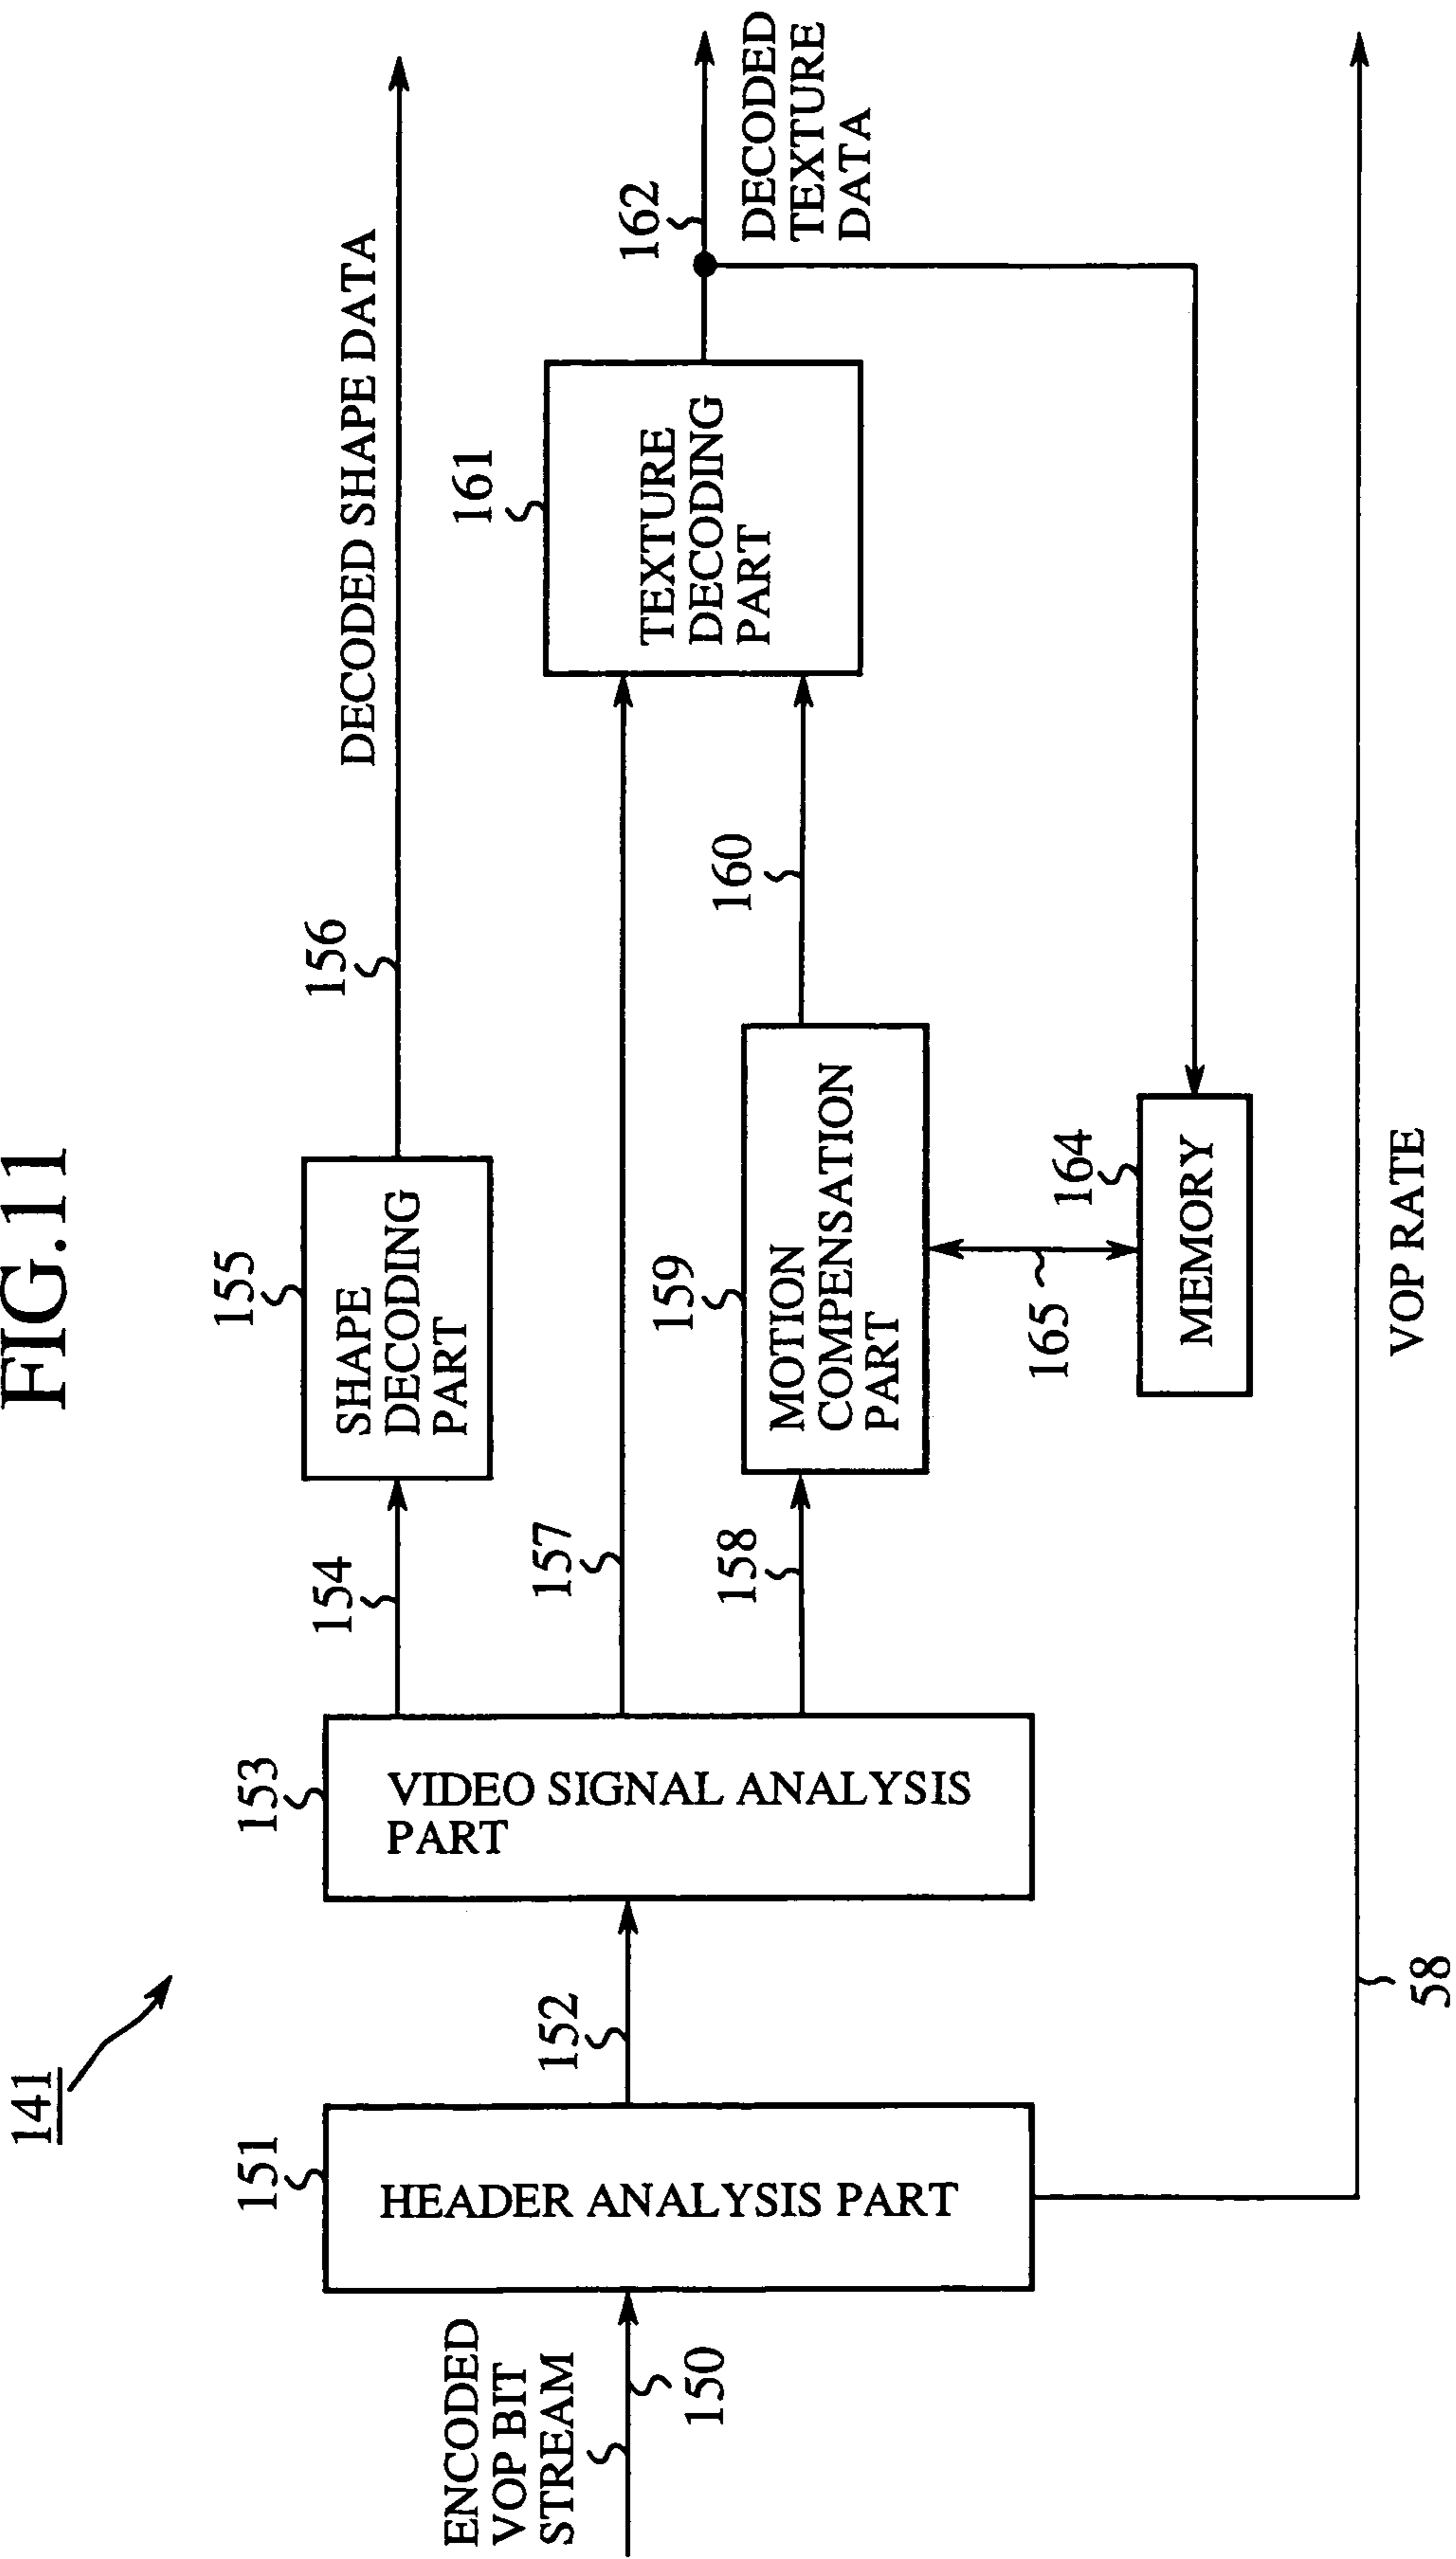 FIG.11
141
ENCODED
VOP BIT
STREAM
150
151
HEADER ANALYSIS PART
152
153
VIDEO SIGNAL ANALYSIS
PART
154
155
SHAPE
DECODING
PART
156
DECODED SHAPE DATA
157
158
159
MOTION
COMPENSATION
PART
160
161
TEXTURE
DECODING
PART
162
DECODED
TEXTURE
DATA
165
164
MEMORY
58
VOP RATE